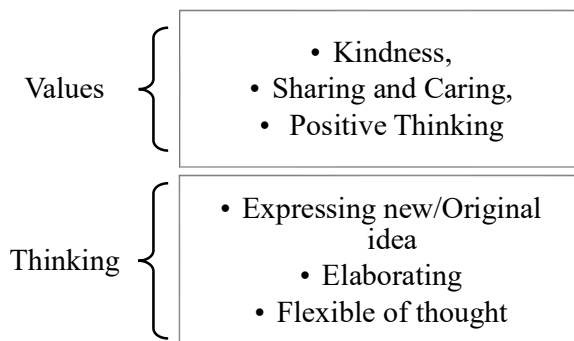 Values
• Kindness,
• Sharing and Caring,
• Positive Thinking
Thinking
• Expressing new/Original
idea
• Elaborating
• Flexible of thought